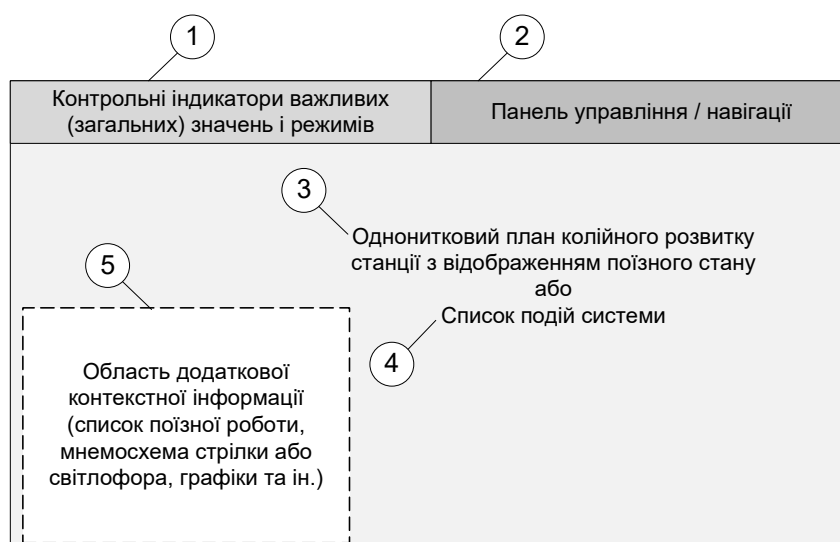 1
2
Контрольні індикатори важливих
(загальних) значень і режимів
Панель управління / навігації
3
Однонитковий план колійного розвитку
станції з відображенням поїзного стану
або
Список подій системи
4
5
Область додаткової
контекстної інформації
(список поїзної роботи,
мнемосхема стрілки або
світлофора, графіки та ін.)